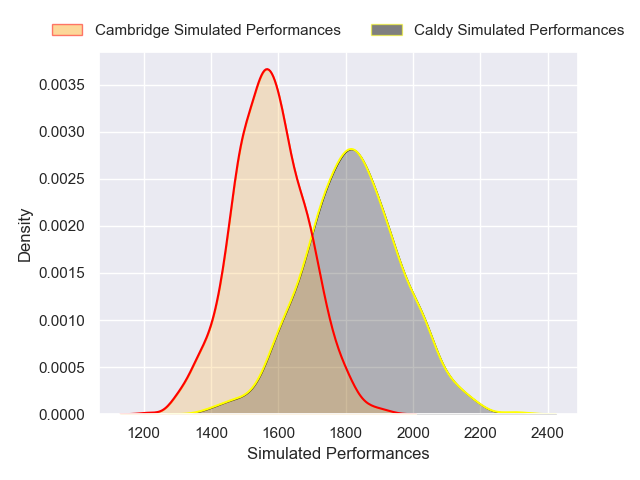 Cambridge Simulated Performances Caldy Simulated Performances
0.0035
0.0030
0.0025
0.0020
0.0015
0.0010
0.0005
0.0000
Density
1200 1400 1600 1800 2000 2200 2400
Simulated Performances